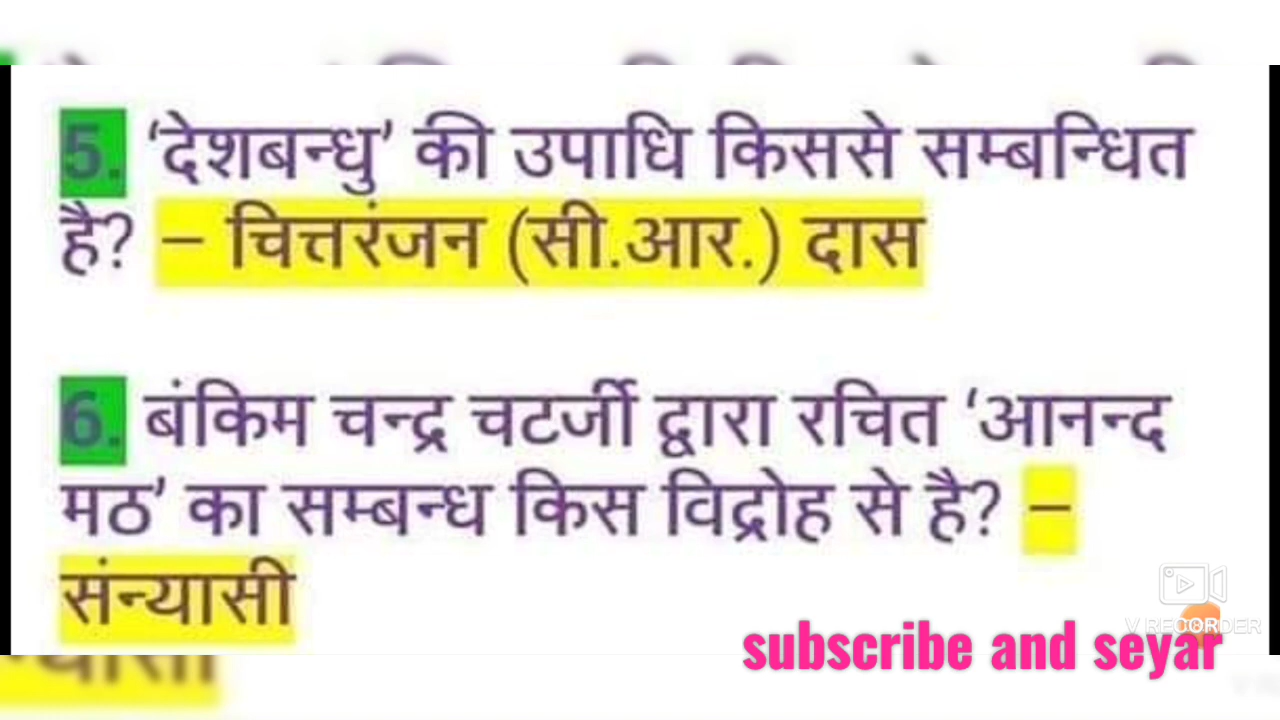 5. ‘देशबन्धु’ की उपाधि किससे सम्बन्धित
है? – चित्तरंजन (सी.आर.) दास
6. बंकिम चन्द्र चटर्जी द्वारा रचित ‘आनन्द
मठ’ का सम्बन्ध किस विद्रोह से है? –
संन्यासी
V RECORDER
subscribe and seyar